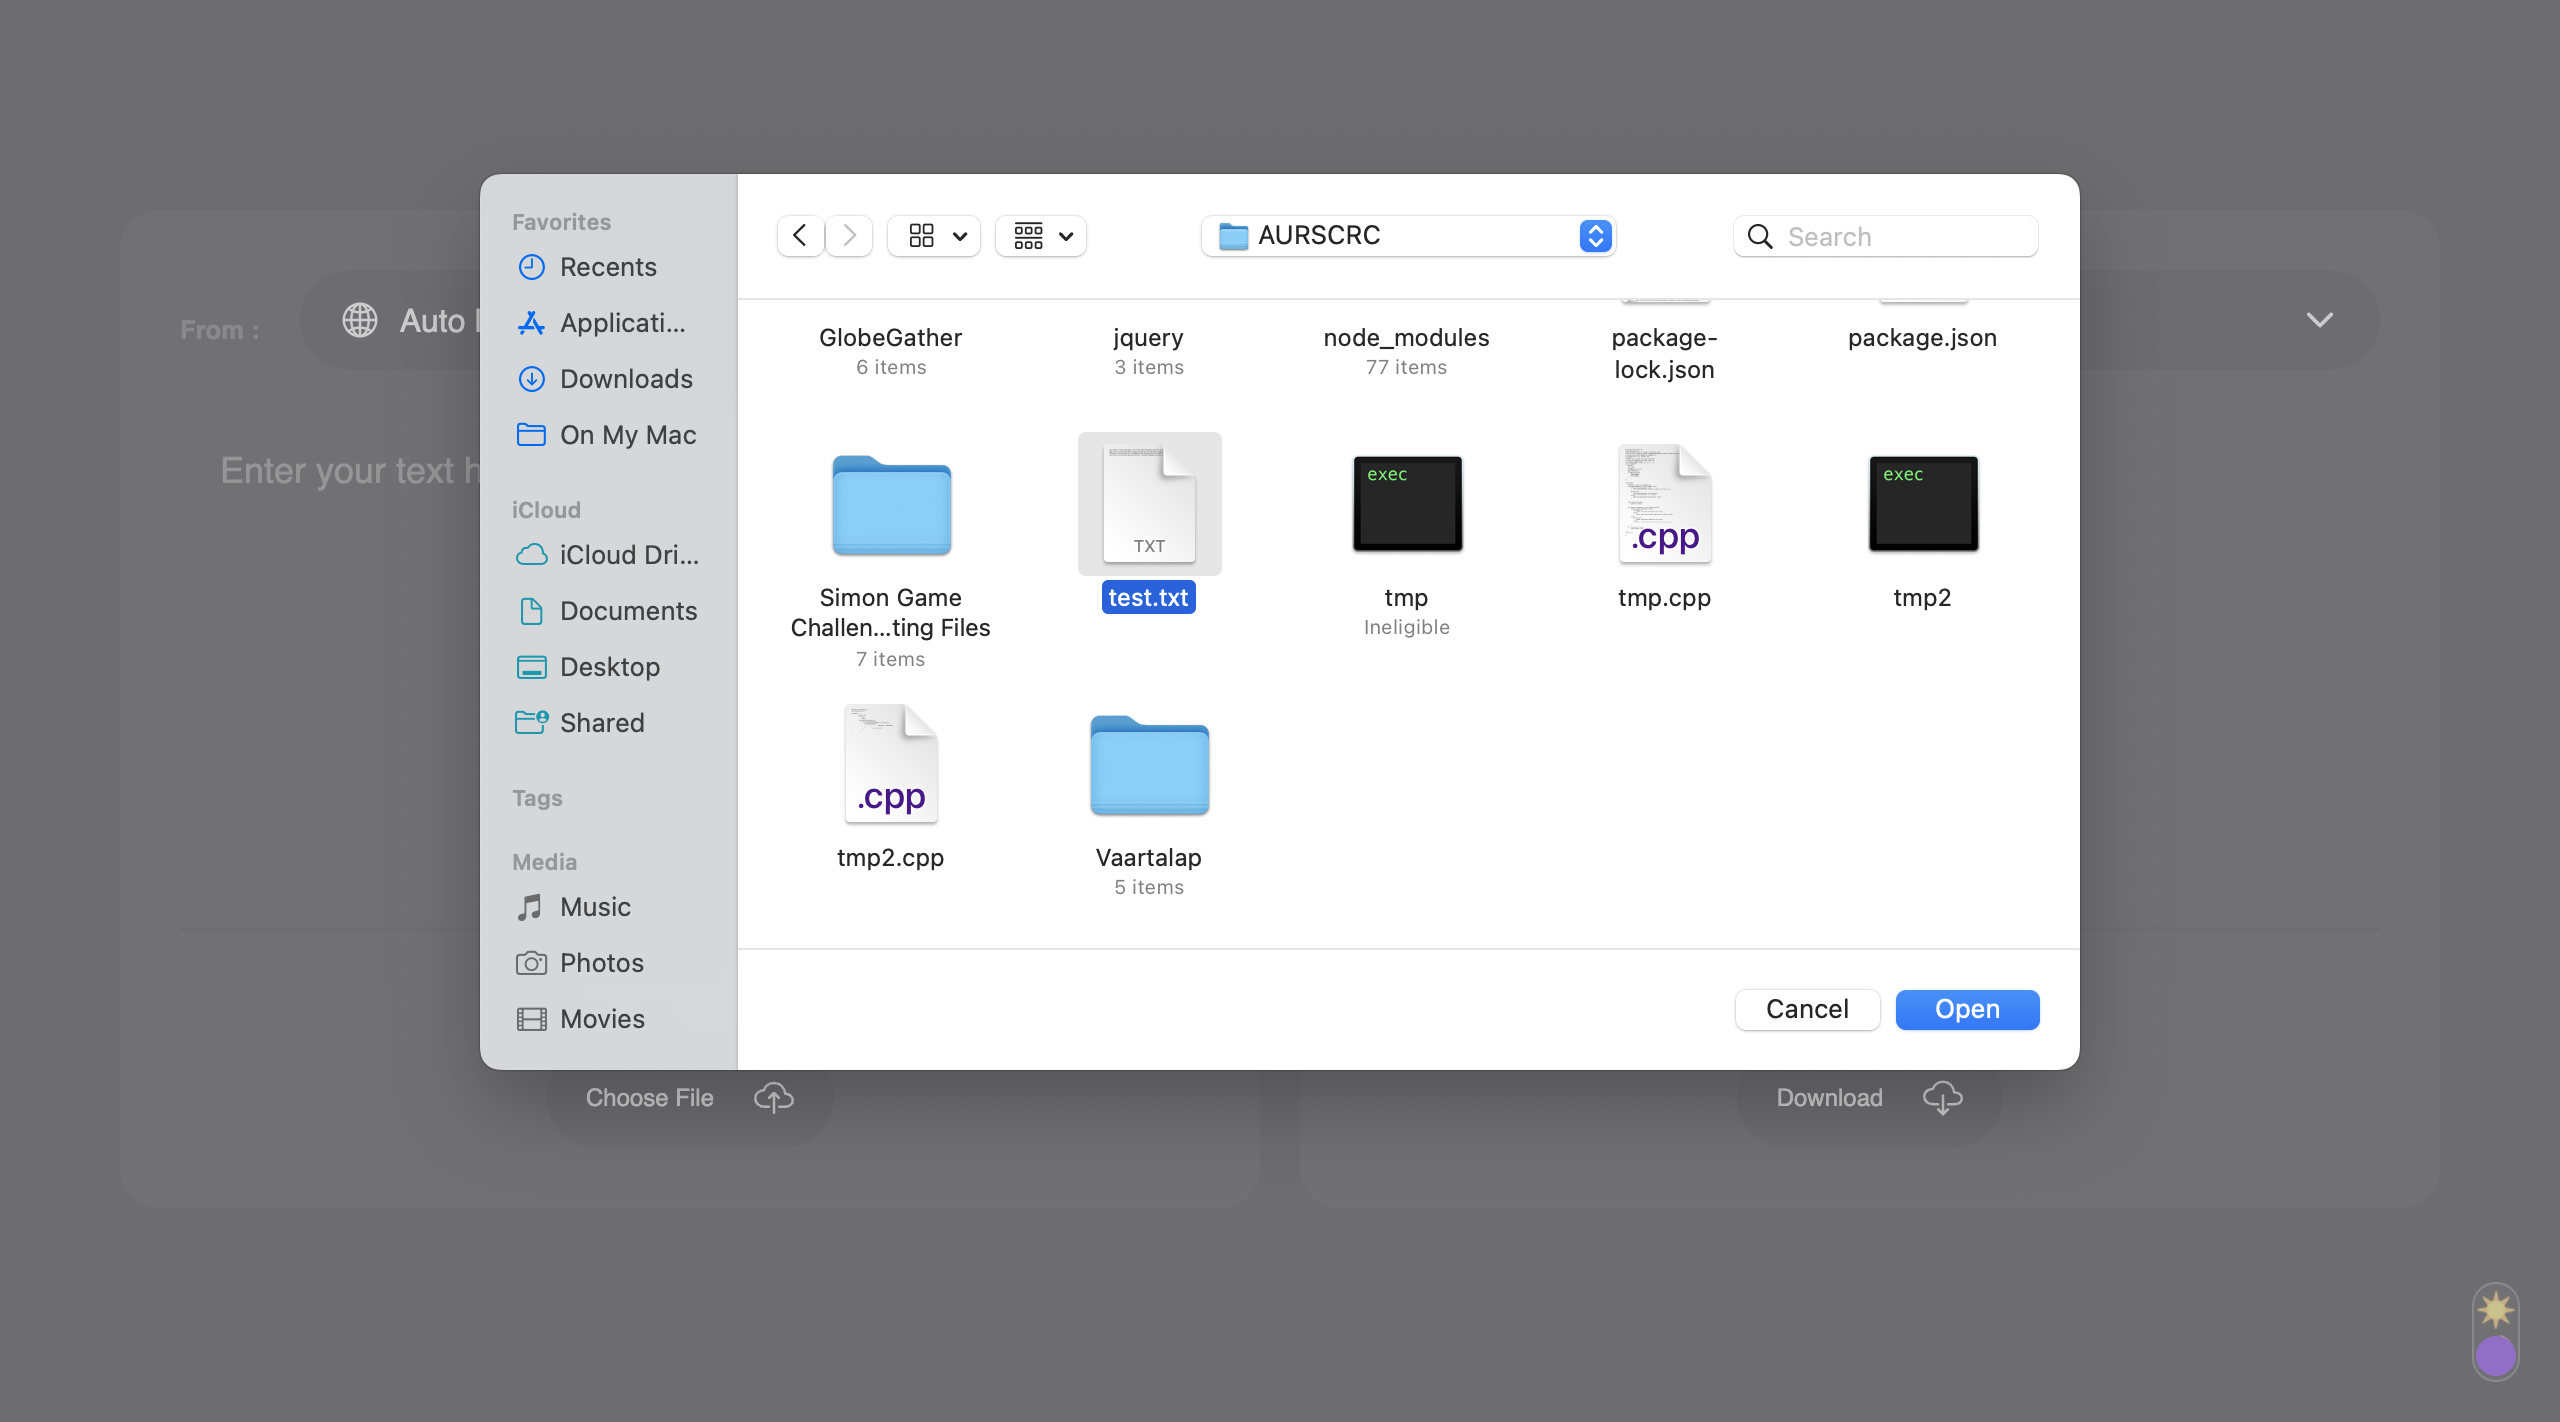 Favorites
Recents
Applicati...
Downloads
On My Mac
iCloud
iCloud Dri...
Documents
Desktop
Shared
Tags
Media
Music
Photos
Movies
AURSCRC
Search
GlobeGather
6 items
jquery
3 items
node_modules
77 items
package-
lock.json
package.json
Simon Game
Challen...ting Files
7 items
TXT
test.txt
exec
tmp
Ineligible
.cpp
tmp.cpp
exec
tmp2
.cpp
tmp2.cpp
Vaartalap
5 items
Cancel
Open
From :
Auto
Enter your text
Choose File
Download